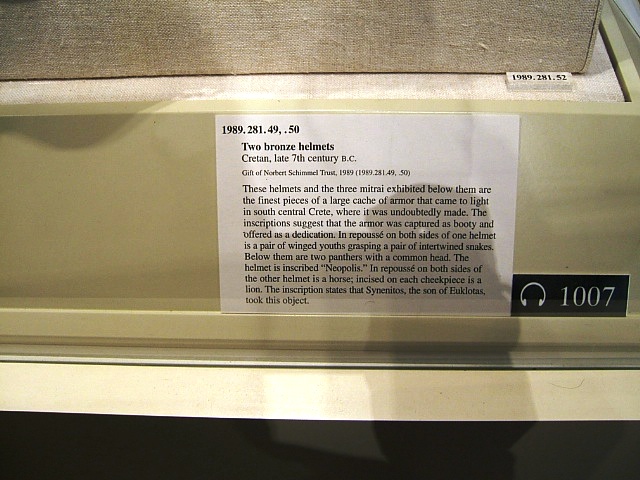 1989.281.52
1989.281.49, .50
Two bronze helmets
Cretan, late 7th century B.C.
Gift of Norbert Schimmel Trust, 1989 (1989.281.49, .50)
These helmets and the three mitrai exhibited below them are
the finest pieces of a large cache of armor that came to light
in south central Crete, where it was undoubtedly made. The
inscriptions suggest that the armor was captured as booty and
offered as a dedication. In repoussé on both sides of one helmet
is a pair of winged youths grasping a pair of intertwined snakes.
Below them are two panthers with a common head. The
helmet is inscribed “Neopolis.” In repoussé on both sides of
the other helmet is a horse; incised on each cheekpiece is a
lion. The inscription states that Synenitos, the son of Euklotas,
took this object.
1007